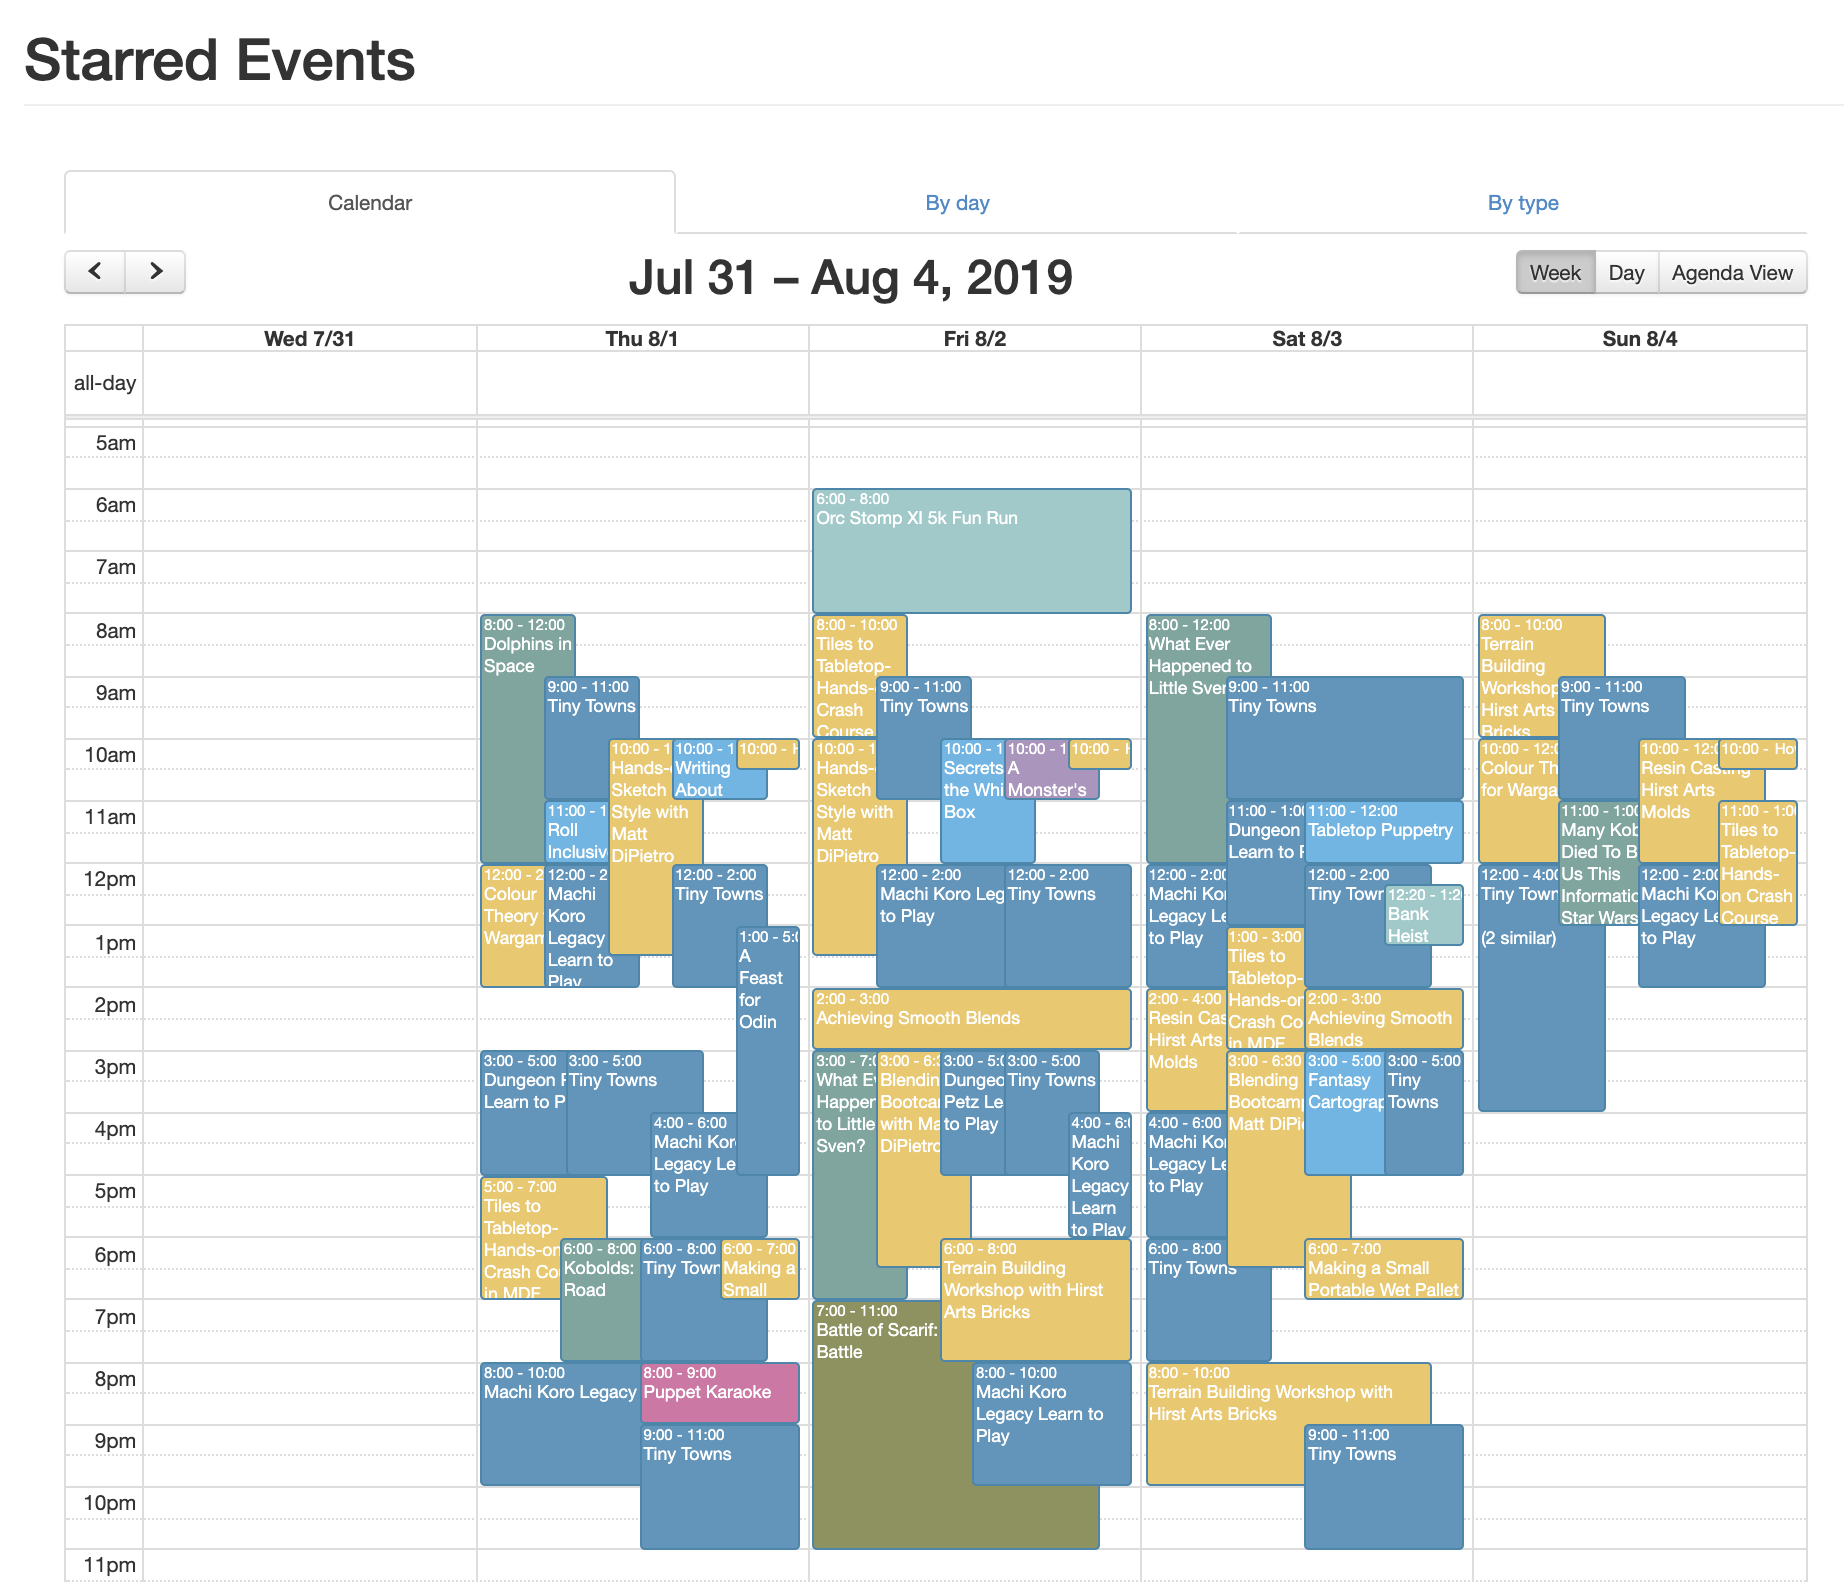 Starred Events
Calendar
By day
By type
Jul 31 – Aug 4, 2019
Week
Day
Agenda View
Wed 7/31
Thu 8/1
Fri 8/2
Sat 8/3
Sun 8/4
all-day
5am
6am
7am
8am
9am
10am
11am
12pm
1pm
2pm
3pm
4pm
5pm
6pm
7pm
8pm
9pm
10pm
11pm
8:00 - 12:00
Dolphins in
Space
9:00 - 11:00
Tiny Towns
10:00 - 1
Hands-
Sketch
Style with
Matt
DiPietro
10:00 - 1
Writing
About
10:00 -
11:00 - 1
Roll
Inclusiv
12:00 - 2
Colour
Theory
Wargam
12:00 - 2
Machi
Koro
Legacy
Learn to
Play
12:00 - 2:00
Tiny Towns
1:00 - 5:0
A
Feast
for
Odin
3:00 - 5:00
Dungeon
Learn to P
3:00 - 5:00
Tiny Towns
4:00 - 6:00
Machi Kor
Legacy Le
to Play
5:00 - 7:00
Tiles to
Tabletop-
Hands-on
Crash Co
in MDF
6:00 - 8:00
Kobolds:
Road
6:00 - 8:00
Tiny Town
6:00 - 7:00
Making a
Small
8:00 - 10:00
Machi Koro Legacy
8:00 - 9:00
Puppet Karaoke
9:00 - 11:00
Tiny Towns
6:00 - 8:00
Orc Stomp XI 5k Fun Run
8:00 - 10:00
Tiles to
Tabletop-
Hands-
Crash
Course
9:00 - 11:00
Tiny Towns
10:00 - 1
Hands-
Sketch
Style with
Matt
DiPietro
10:00 - 1
Secrets
the Whi
Box
10:00 - 1
A
Monster's
10:00 -
12:00 - 2:00
Machi Koro Leg
to Play
12:00 - 2:00
Tiny Towns
2:00 - 3:00
Achieving Smooth Blends
3:00 - 7:0
What Ev
Happen
to Little
Sven?
3:00 - 6:3
Blendin
Bootca
with Ma
DiPietro
3:00 - 5:0
Dungeo
Petz Le
to Play
3:00 - 5:00
Tiny Towns
4:00 - 6:0
Machi
Koro
Legacy
Learn
to Play
6:00 - 8:00
Terrain Building
Workshop with Hirst
Arts Bricks
7:00 - 11:00
Battle of Scarif:
Battle
8:00 - 10:00
Machi Koro
Legacy Learn to
Play
8:00 - 12:00
What Ever
Happened to
Little Sven
9:00 - 11:00
Tiny Towns
11:00 - 1:00
Dungeon
Learn to
11:00 - 12:00
Tabletop Puppetry
12:00 - 2:00
Machi Kor
Legacy Le
to Play
12:00 - 2:00
Tiny Towr
12:20 - 1:2
Bank
Heist
1:00 - 3:00
Tiles to
Tabletop-
Hands-on
Crash Co
in MDF
2:00 - 4:00
Resin Cas
Hirst Arts
Molds
2:00 - 3:00
Achieving Smooth
Blends
3:00 - 6:30
Blending
Bootcamp
Matt DiPi
3:00 - 5:00
Fantasy
Cartograp
3:00 - 5:00
Tiny
Towns
4:00 - 6:00
Machi Kor
Legacy Le
to Play
6:00 - 8:00
Tiny Towns
6:00 - 7:00
Making a Small
Portable Wet Pallet
8:00 - 10:00
Terrain Building Workshop with
Hirst Arts Bricks
9:00 - 11:00
Tiny Towns
8:00 - 10:00
Terrain
Building
Workshop
Hirst Arts
Bricks
9:00 - 11:00
Tiny Towns
10:00 - 12:0
Colour Th
for Warga
10:00 - 12:0
Resin Casting
Hirst Arts
Molds
10:00 - Ho
11:00 - 1:00
Many Kob
Died To B
Us This
Informatio
Star Wars
11:00 - 1:0
Tiles to
Tabletop-
Hands-
on Crash
Course
12:00 - 4:00
Tiny Town
(2 similar)
12:00 - 2:00
Machi Kor
Legacy Le
to Play